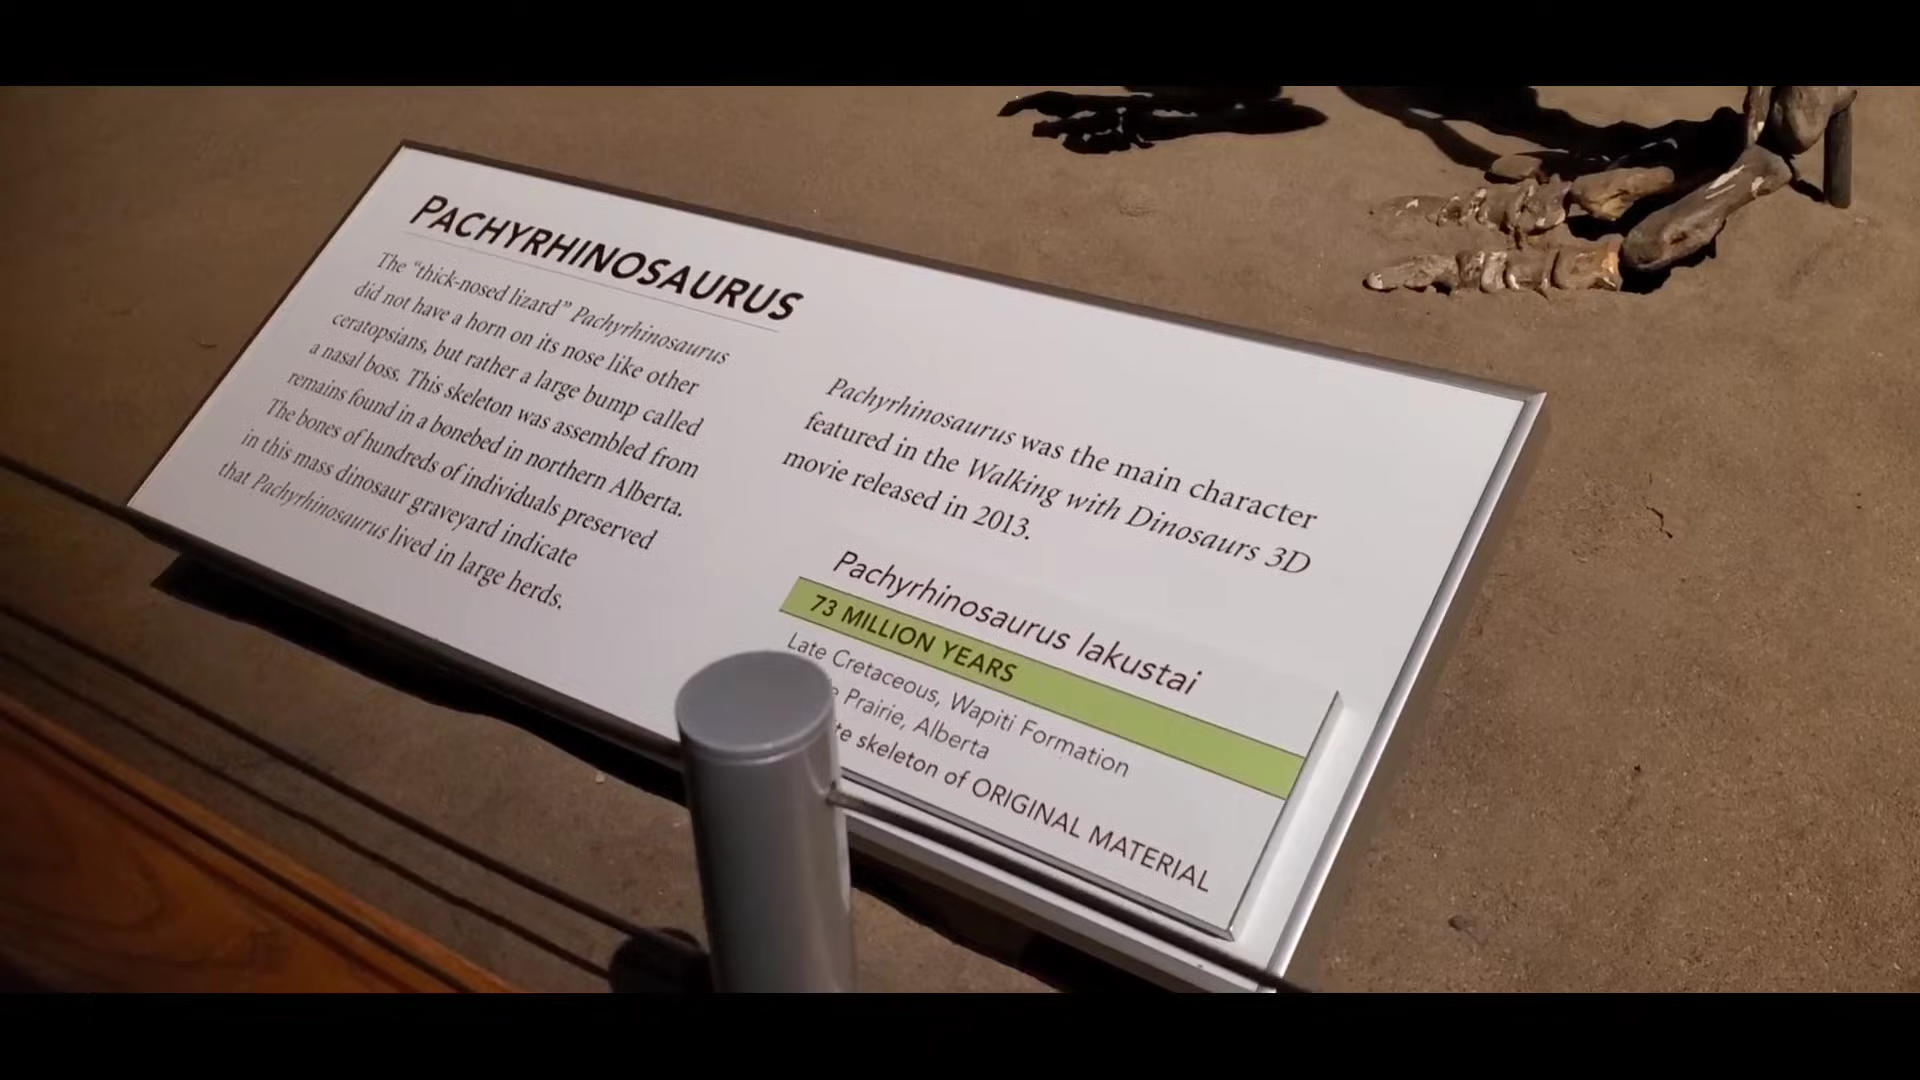 PACHYRHINOSAURUS
The “thick-nosed lizard” Pachyrhinosaurus
did not have a horn on its nose like other
ceratopsians, but rather a large bump called
a nasal boss. This skeleton was assembled from
remains found in a bonebed in northern Alberta.
The bones of hundreds of individuals preserved
in this mass dinosaur graveyard indicate
that Pachyrhinosaurus lived in large herds.
Pachyrhinosaurus was the main character
featured in the Walking with Dinosaurs 3D
movie released in 2013.
Pachyrhinosaurus lakustai
73 MILLION YEARS
Late Cretaceous, Wapiti Formation
Prairie, Alberta
skeleton of ORIGINAL MATERIAL